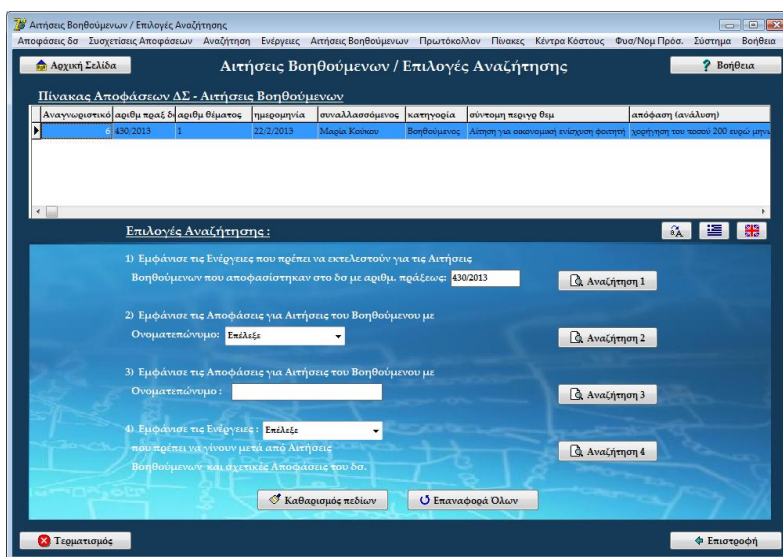 Αιτήσεις Βοηθούμενων / Επιλογές Αναζήτησης
Αποφάσεις δσ Συσχετίσεις Αποφάσεων Αναζήτηση Ενέργειες Αιτήσεις Βοηθούμενων Πρωτόκολλον Πίνακες Κέντρα Κόστους Φυσ/Νομ Πρόσ. Σύστημα Βοήθεια
Αρχική Σελίδα Αιτήσεις Βοηθούμενων / Επιλογές Αναζήτησης ? Βοήθεια
Πίνακας Αποφάσεων ΔΣ - Αιτήσεις Βοηθούμενων
Αναγνωριστικό αριθμ πραξ δσ αριθμ θέματος ημερομηνία συναλλασσόμενος κατηγορία σύντομη περιγρ θεμ απόφαση (ανάλυση)
6 430/2013 1 22/2/2013 Μαρία Κούκου Βοηθούμενος Αίτηση για οικονομική ενίσχυση φοιτητή χορήγηση του ποσού 200 ευρώ μηνι
Επιλογές Αναζήτησης :
1) Εμφάνισε τις Ενέργειες που πρέπει να εκτελεστούν για τις Αιτήσεις
Βοηθούμενων που αποφασίστηκαν στο δσ με αριθμ. πράξεως: 430/2013 Αναζήτηση 1
2) Εμφάνισε τις Αποφάσεις για Αιτήσεις του Βοηθούμενου με
Ονοματεπώνυμο: Επέλεξε Αναζήτηση 2
3) Εμφάνισε τις Αποφάσεις για Αιτήσεις του Βοηθούμενου με
Ονοματεπώνυμο : Αναζήτηση 3
4) Εμφάνισε τις Ενέργειες : Επέλεξε
που πρέπει να γίνουν μετά από Αιτήσεις Αναζήτηση 4
Βοηθούμενων και σχετικές Αποφάσεις του δσ.
Καθαρισμός πεδίων Επαναφορά Όλων
Τερματισμός Επιστροφή